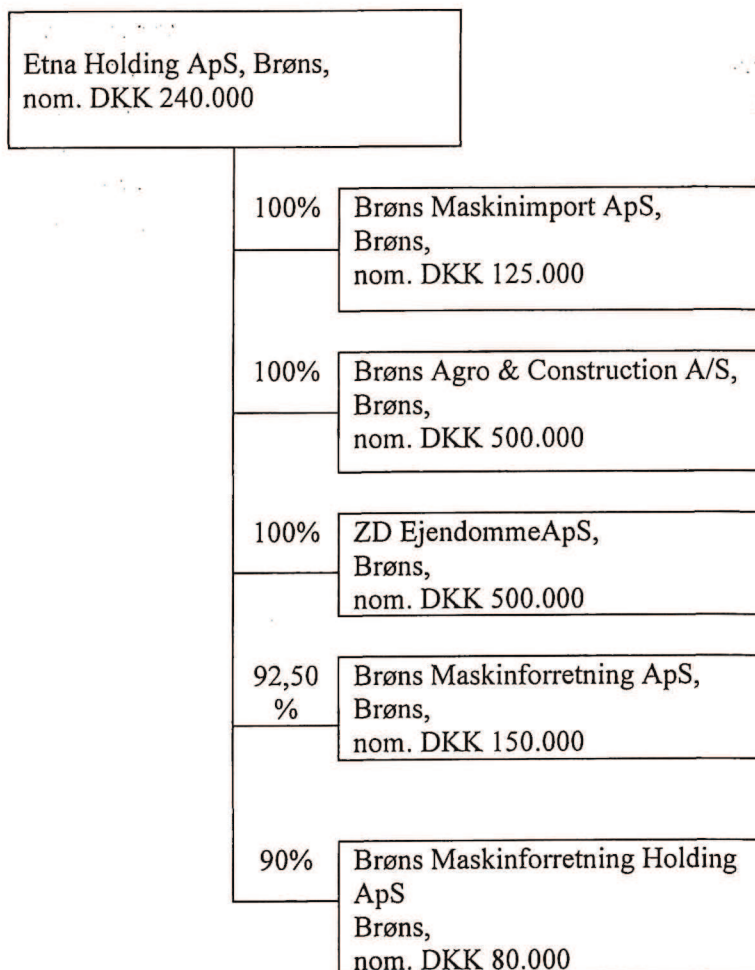 Etna Holding ApS, Brøns,
nom. DKK 240.000
100%
Brøns Maskinimport ApS,
Brøns,
nom. DKK 125.000
100%
Brøns Agro & Construction A/S,
Brøns,
nom. DKK 500.000
100%
ZD EjendommeApS,
Brøns,
nom. DKK 500.000
92,50
%
Brøns Maskinforretning ApS,
Brøns,
nom. DKK 150.000
90%
Brøns Maskinforretning Holding
ApS
Brøns,
nom. DKK 80.000